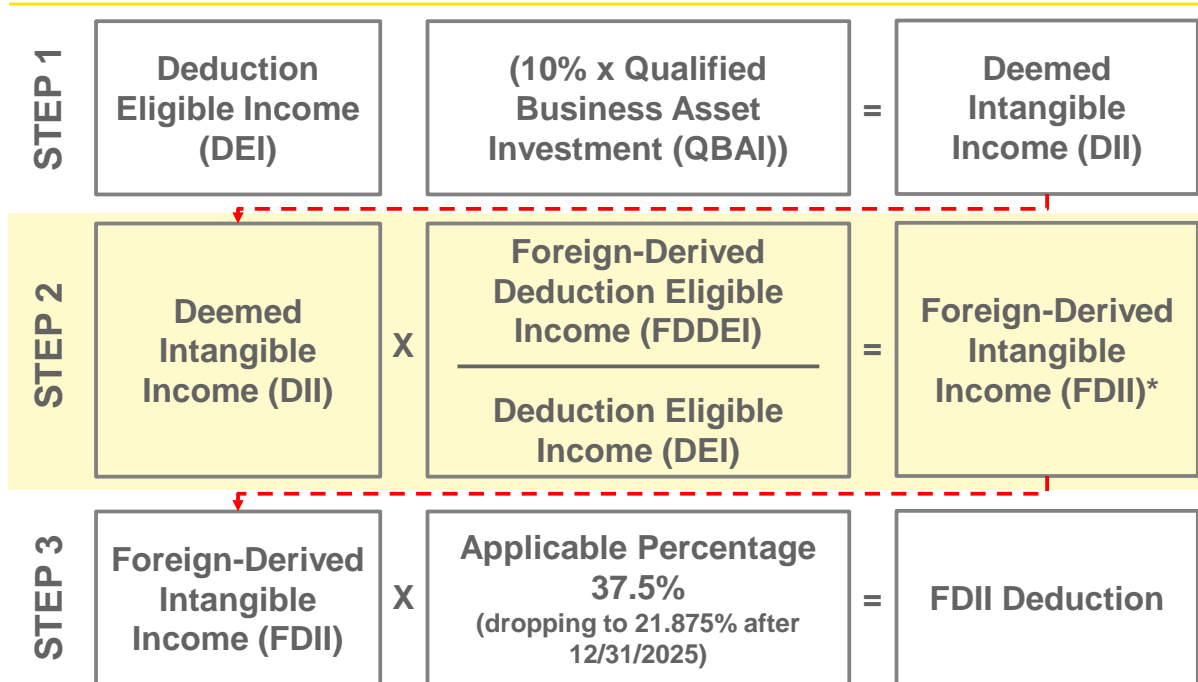 STEP 1
Deduction
Eligible Income
(DEI)
(10% x Qualified
Business Asset
Investment (QBAI))
=
Deemed
Intangible
Income (DII)
STEP 2
Deemed
Intangible
Income (DII)
X
Foreign-Derived
Deduction Eligible
Income (FDDEI)
Deduction Eligible
Income (DEI)
=
Foreign-Derived
Intangible
Income (FDII)*
STEP 3
Foreign-Derived
Intangible
Income (FDII)
X
Applicable Percentage
37.5%
(dropping to 21.875% after
12/31/2025)
=
FDII Deduction